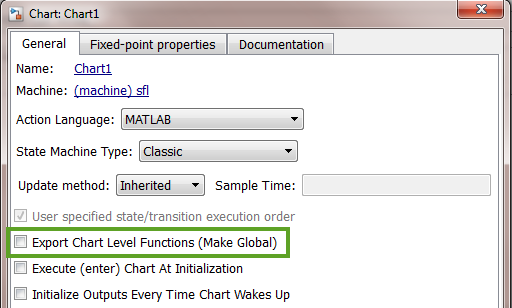 Chart: Chart1
General Fixed-point properties Documentation
Name: Chart1
Machine: (machine) sfl
Action Language: MATLAB
State Machine Type: Classic
Update method: Inherited Sample Time:
User specified state/transition execution order
Export Chart Level Functions (Make Global)
Execute (enter) Chart At Initialization
Initialize Outputs Every Time Chart Wakes Up